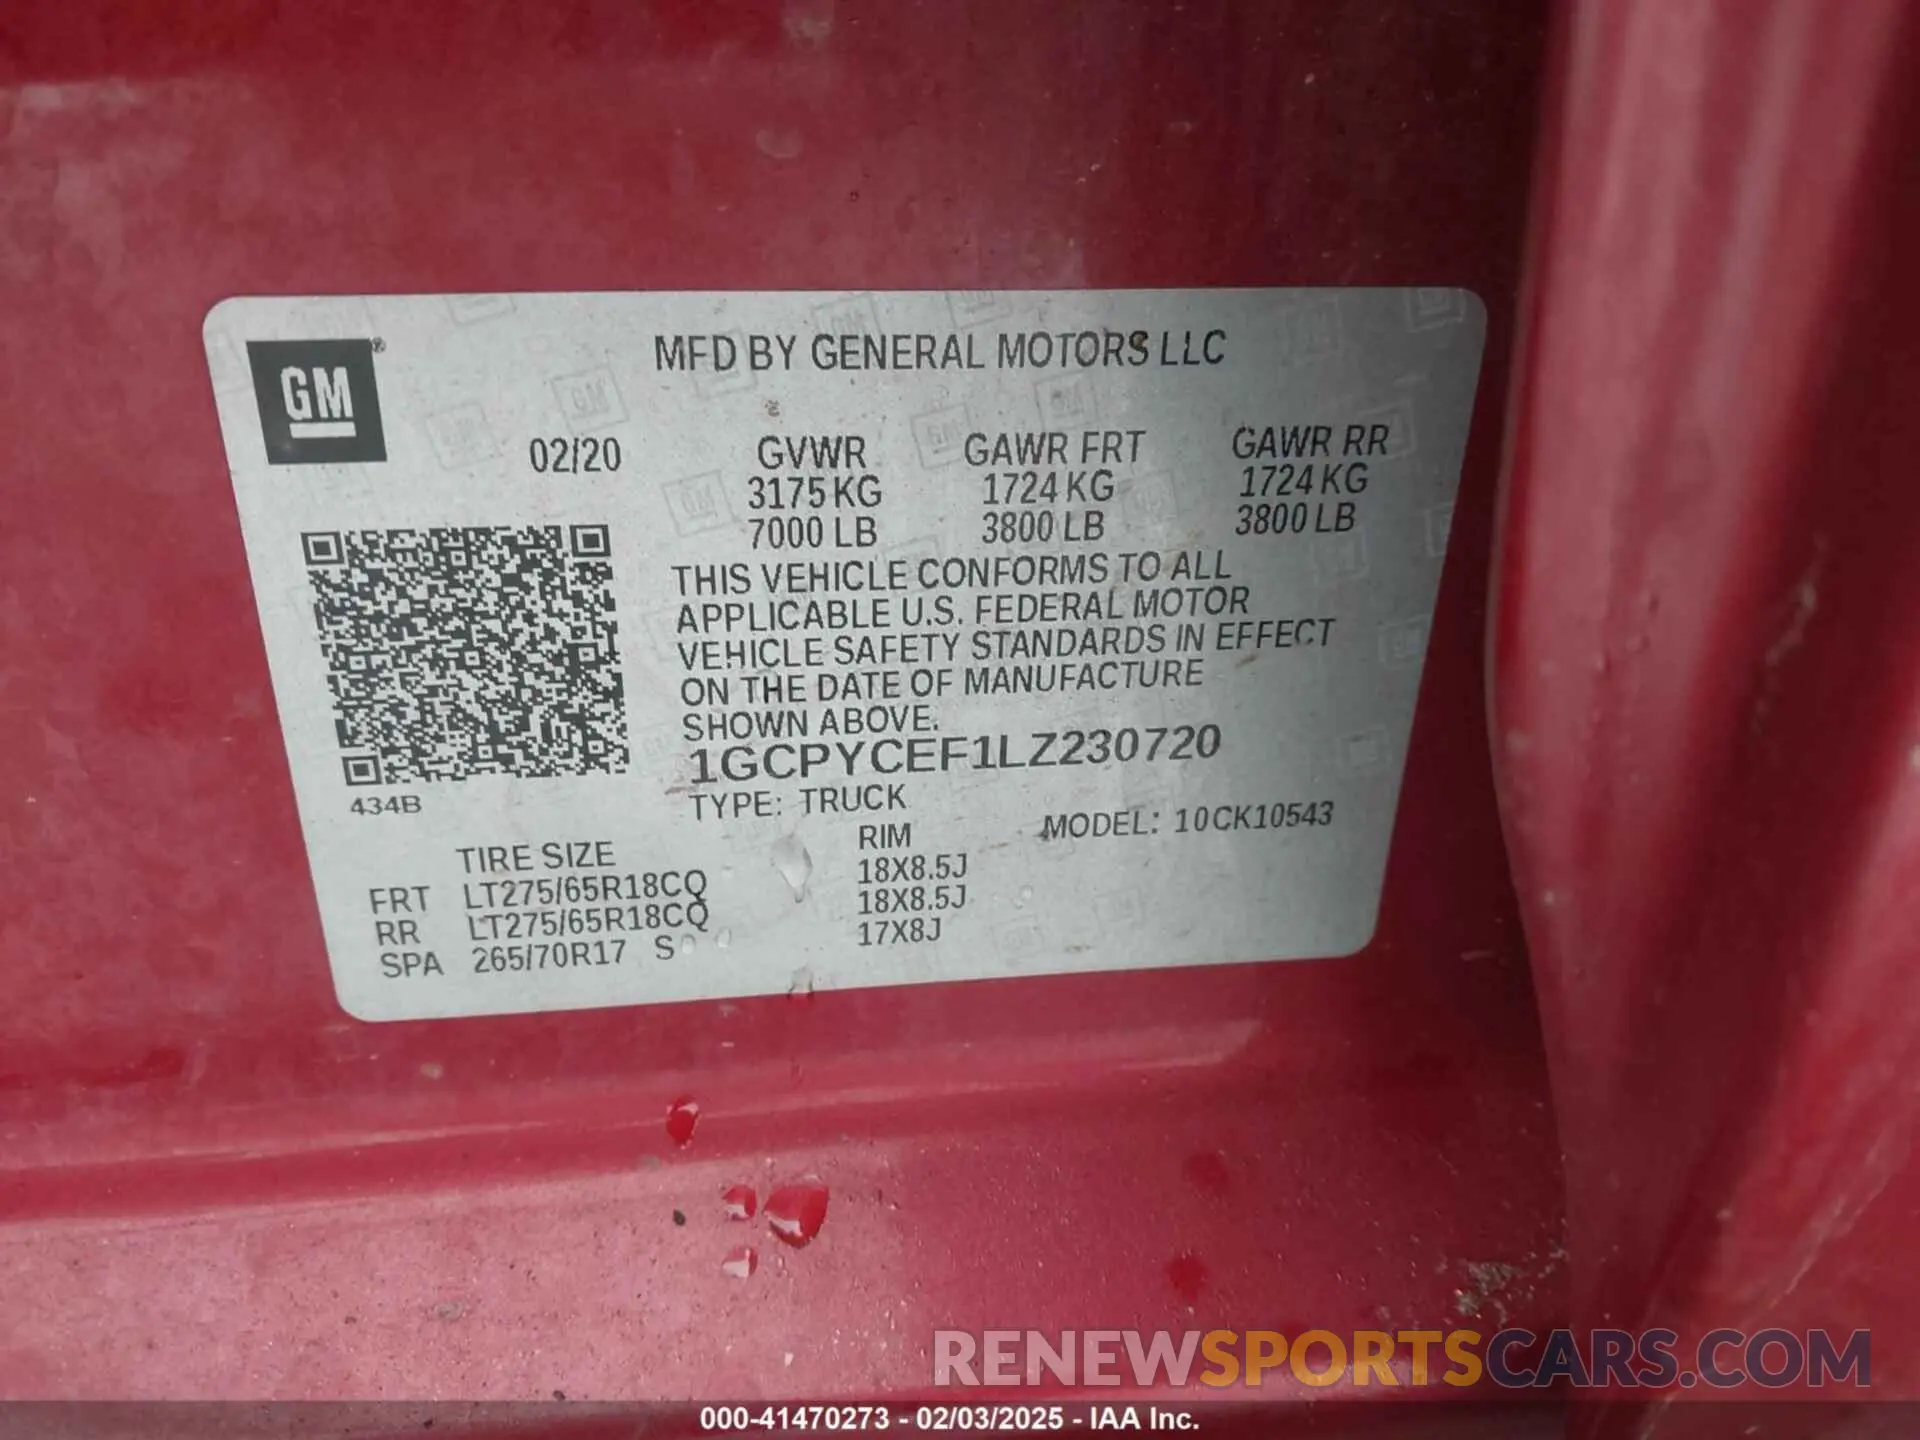 GM®
MFD BY GENERAL MOTORS LLC
02/20
GVWR GAWR FRT GAWR RR
3175 KG 1724 KG 1724 KG
7000 LB 3800 LB 3800 LB
THIS VEHICLE CONFORMS TO ALL
APPLICABLE U.S. FEDERAL MOTOR
VEHICLE SAFETY STANDARDS IN EFFECT
ON THE DATE OF MANUFACTURE
SHOWN ABOVE.
1GCPYCEF1LZ230720
434B
TYPE: TRUCK
MODEL: 10CK10543
TIRE SIZE RIM
FRT LT275/65R18CQ 18X8.5J
RR LT275/65R18CQ 18X8.5J
SPA 265/70R17 S 17X8J
RENEWSPORTSCARS.COM
000-41470273 - 02/03/2025 - IAA Inc.